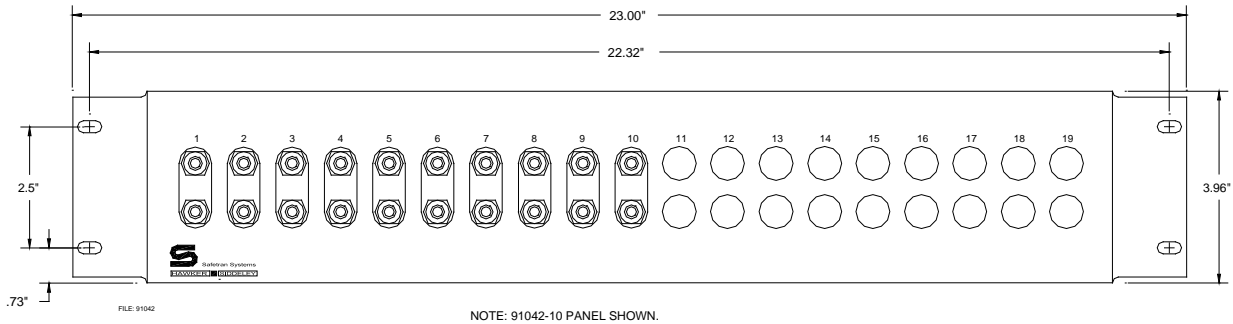 23.00"
22.32"
1 2 3 4 5 6 7 8 9 10 11 12 13 14 15 16 17 18 19
2.5"
3.96"
S
Safetran Systems
HAWKER RIDGELEY
.73"
FILE: 91042
NOTE: 91042-10 PANEL SHOWN.